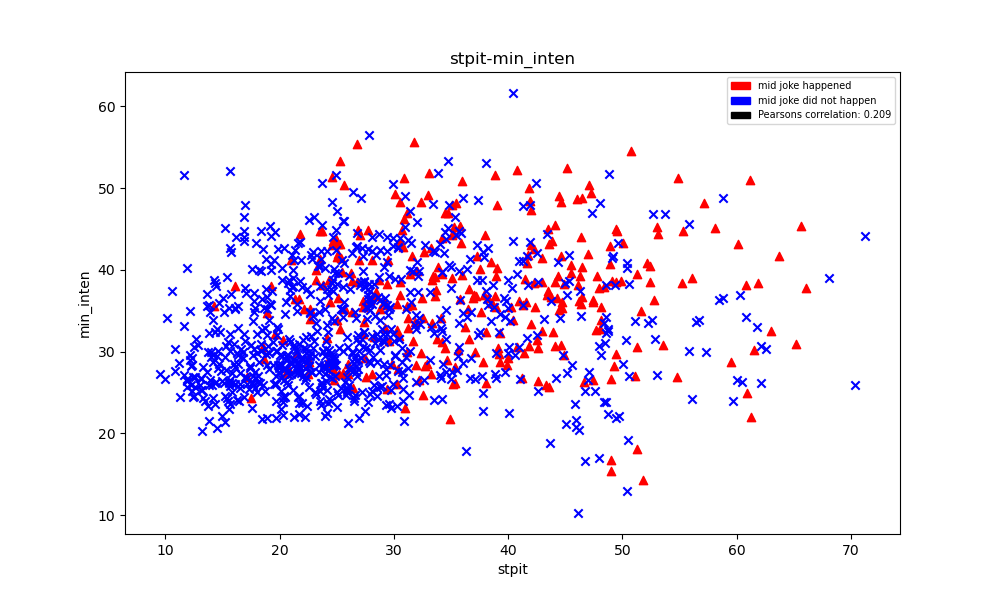 stpit-min_inten
mid joke happened
mid joke did not happen
Pearsons correlation: 0.209
min_inten
60
50
40
30
20
10
10 20 30 40 50 60 70
stpit